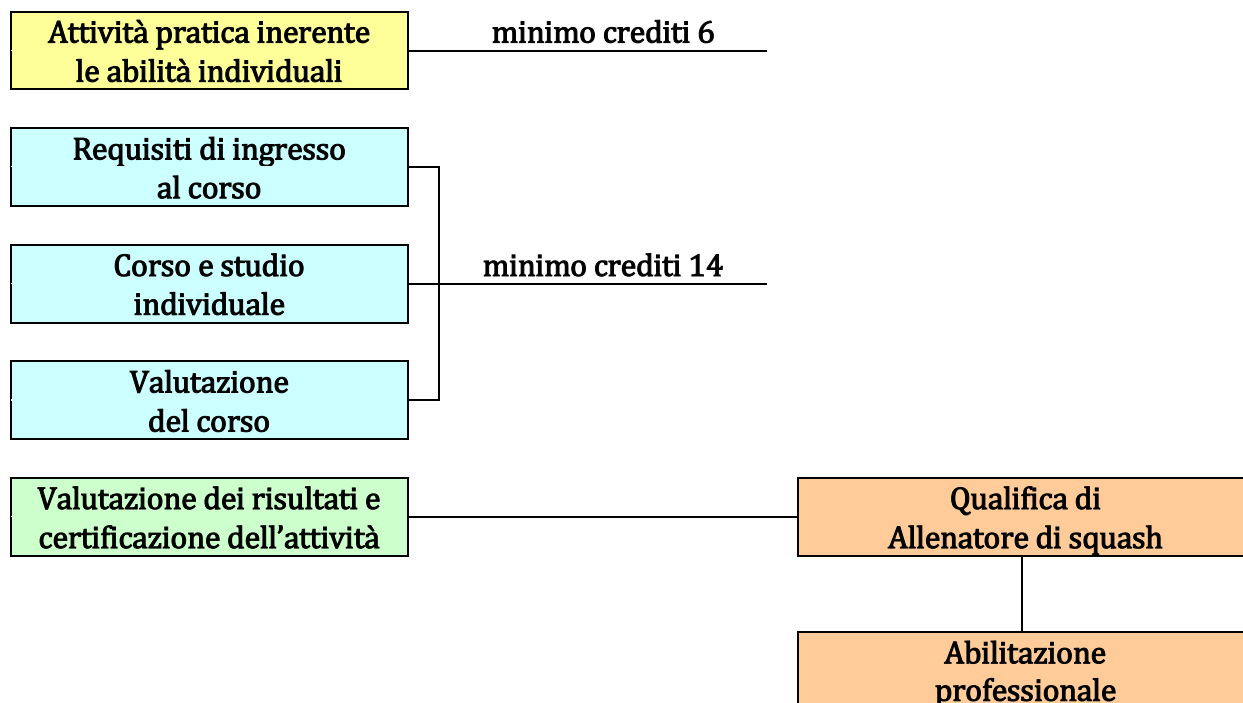 Attività pratica inerente
le abilità individuali
minimo crediti 6
Requisiti di ingresso
al corso
Corso e studio
individuale
minimo crediti 14
Valutazione
del corso
Valutazione dei risultati e
certificazione dell’attività
Qualifica di
Allenatore di squash
Abilitazione
professionale